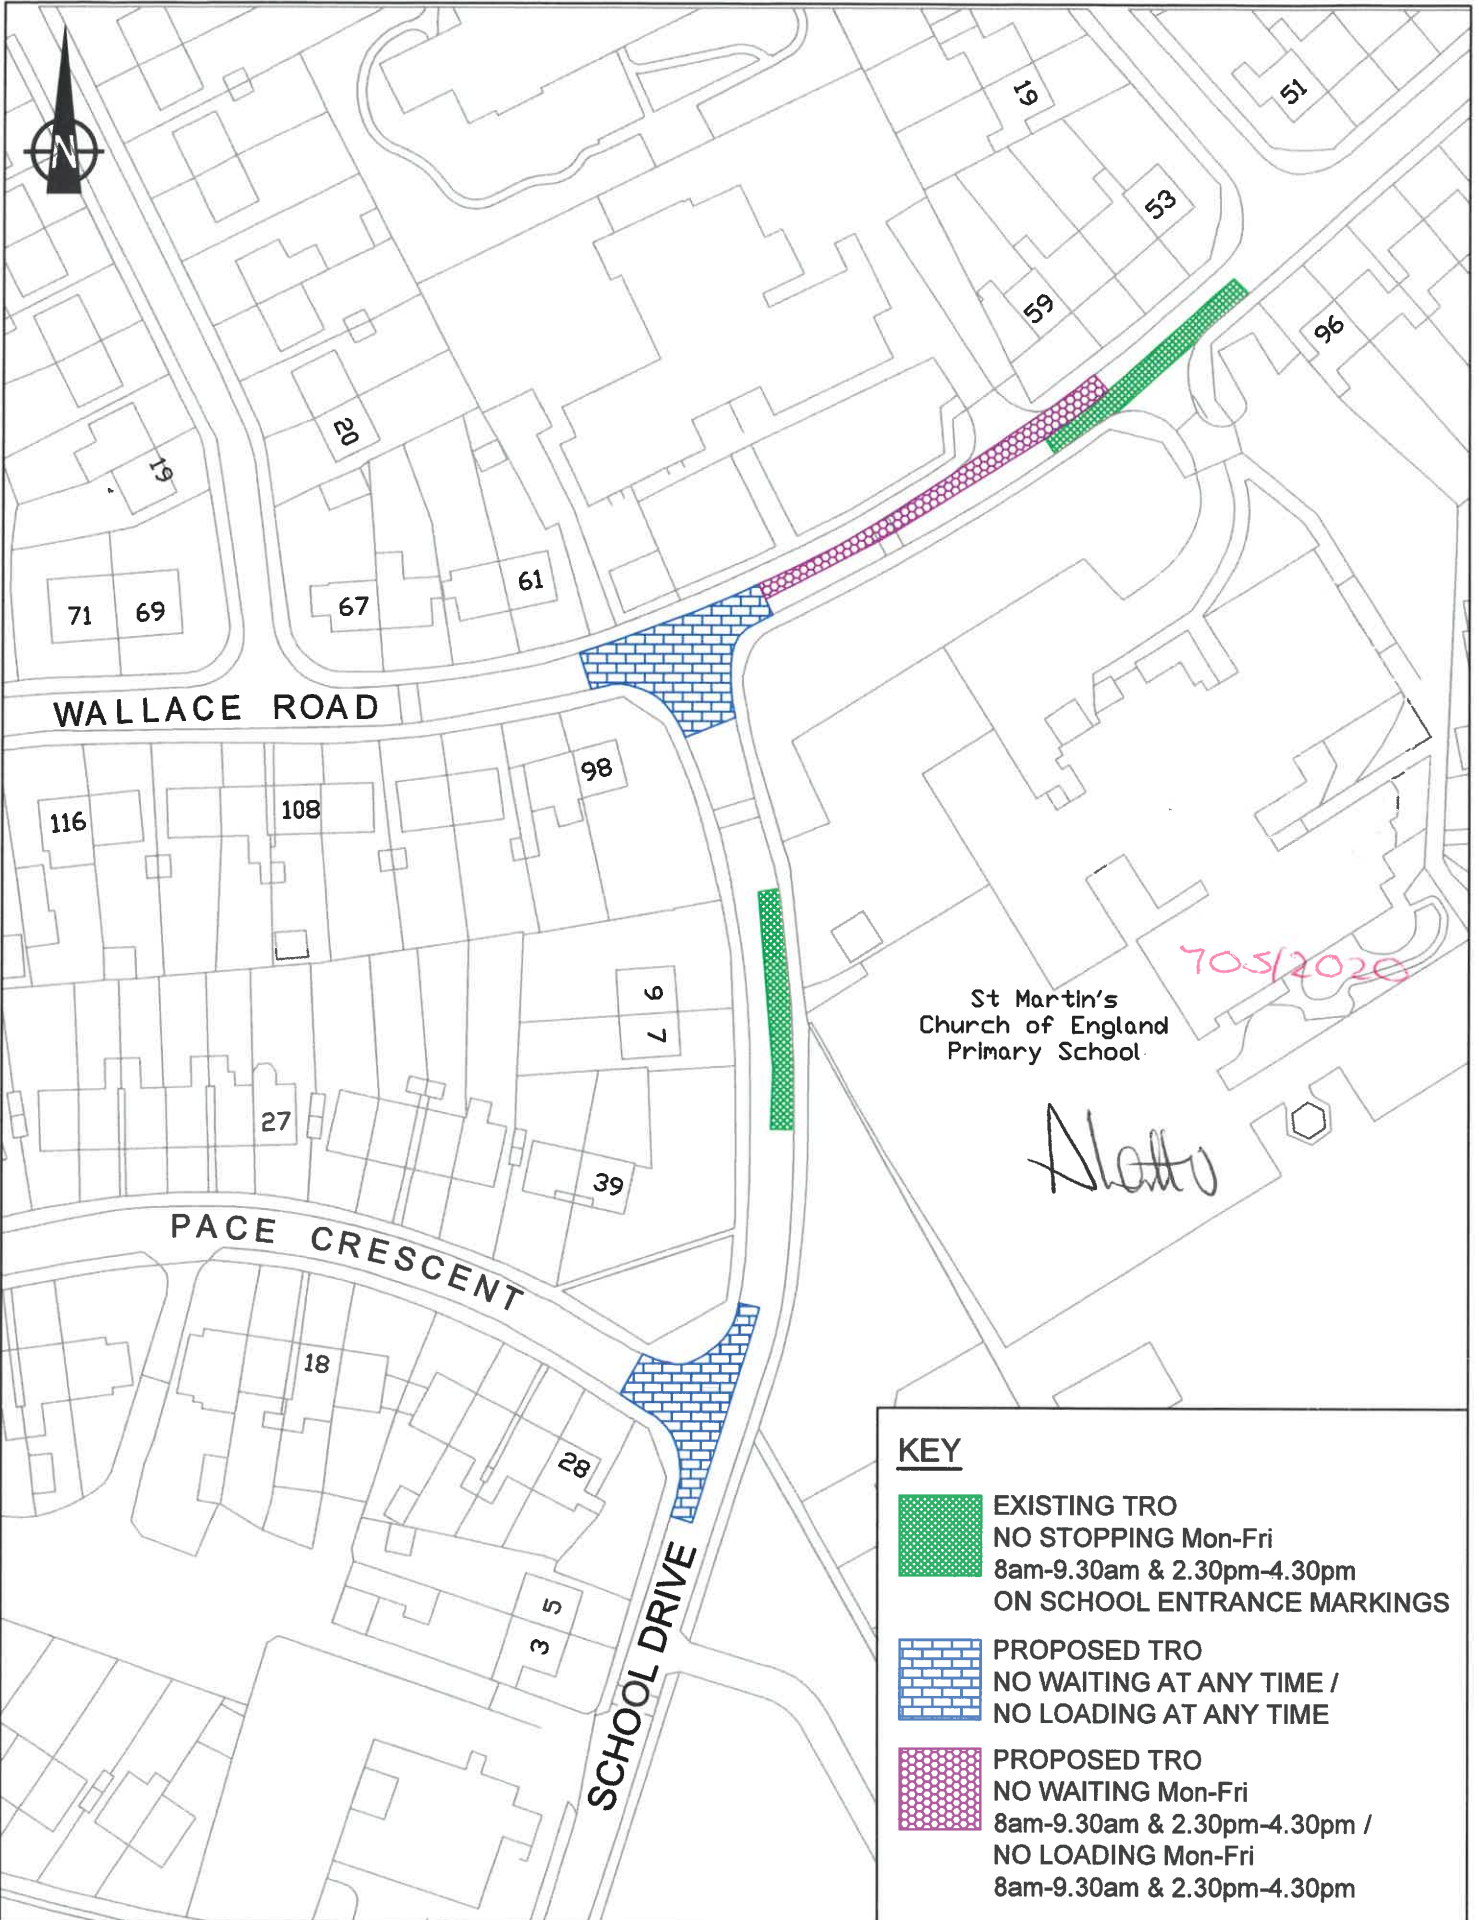 N
19
51
53
59
96
20
19
71
69
67
61
WALLACE ROAD
98
116
108
6
7
705/2020
St Martin's
Church of England
Primary School
27
39
PACE CRESCENT
18
28
5
3
SCHOOL DRIVE
KEY
EXISTING TRO
NO STOPPING Mon-Fri
8am-9.30am & 2.30pm-4.30pm
ON SCHOOL ENTRANCE MARKINGS
PROPOSED TRO
NO WAITING AT ANY TIME /
NO LOADING AT ANY TIME
PROPOSED TRO
NO WAITING Mon-Fri
8am-9.30am & 2.30pm-4.30pm /
NO LOADING Mon-Fri
8am-9.30am & 2.30pm-4.30pm